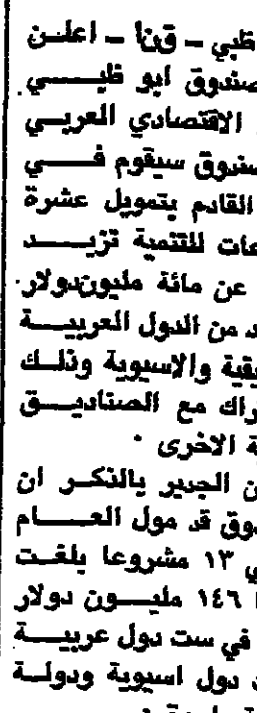 ظبي - قنا - اعلن
صندوق ابو ظبي
الاقتصادي العربي
صندوق سيقوم في
القادم بتمويل عشرة
عات للتنمية تزيد
عن مائة مليون دولار
د من الدول العربية
يقية والاسيوية وذلك
راك مع الصناديق
ة الاخرى .
ن الجدير بالذكر ان
وق قد مول العام
ي ١٣ مشروعا بلغت
ا ١٤٦ مليون دولار
في ست دول عربية
دول اسيوية ودولة